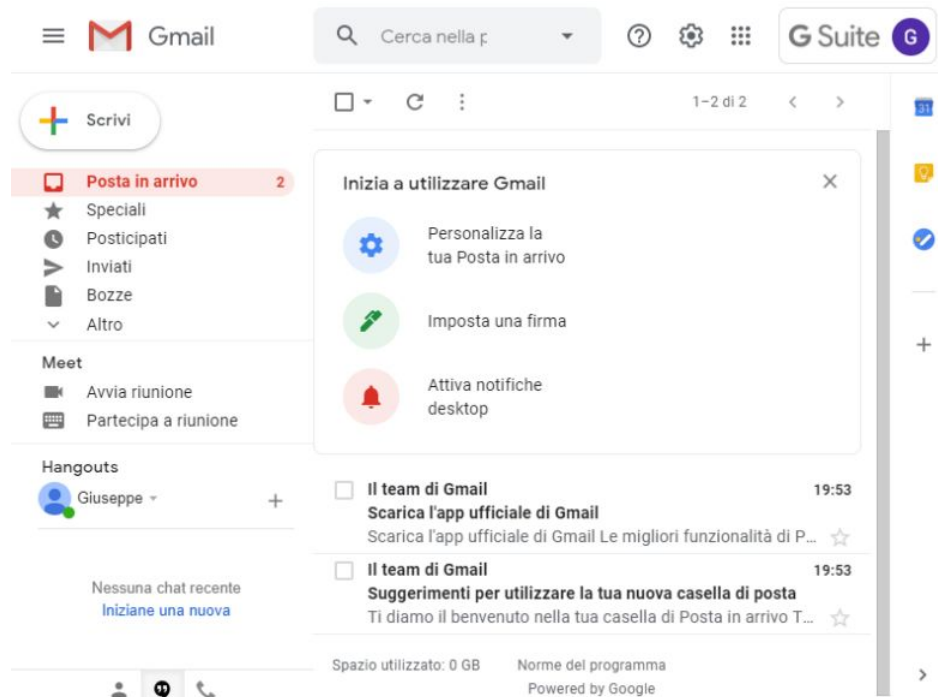 Gmail
Cerca nella p
G Suite
G
Scrivi
1–2 di 2
31
Posta in arrivo 2
Speciali
Posticipati
Inviati
Bozze
Altro
Meet
Avvia riunione
Partecipa a riunione
Hangouts
Giuseppe
Nessuna chat recente
Iniziane una nuova
Inizia a utilizzare Gmail
Personalizza la
tua Posta in arrivo
Imposta una firma
Attiva notifiche
desktop
Il team di Gmail 19:53
Scarica l'app ufficiale di Gmail
Scarica l'app ufficiale di Gmail Le migliori funzionalità di P...
Il team di Gmail 19:53
Suggerimenti per utilizzare la tua nuova casella di posta
Ti diamo il benvenuto nella tua casella di Posta in arrivo T...
Spazio utilizzato: 0 GB
Norme del programma
Powered by Google